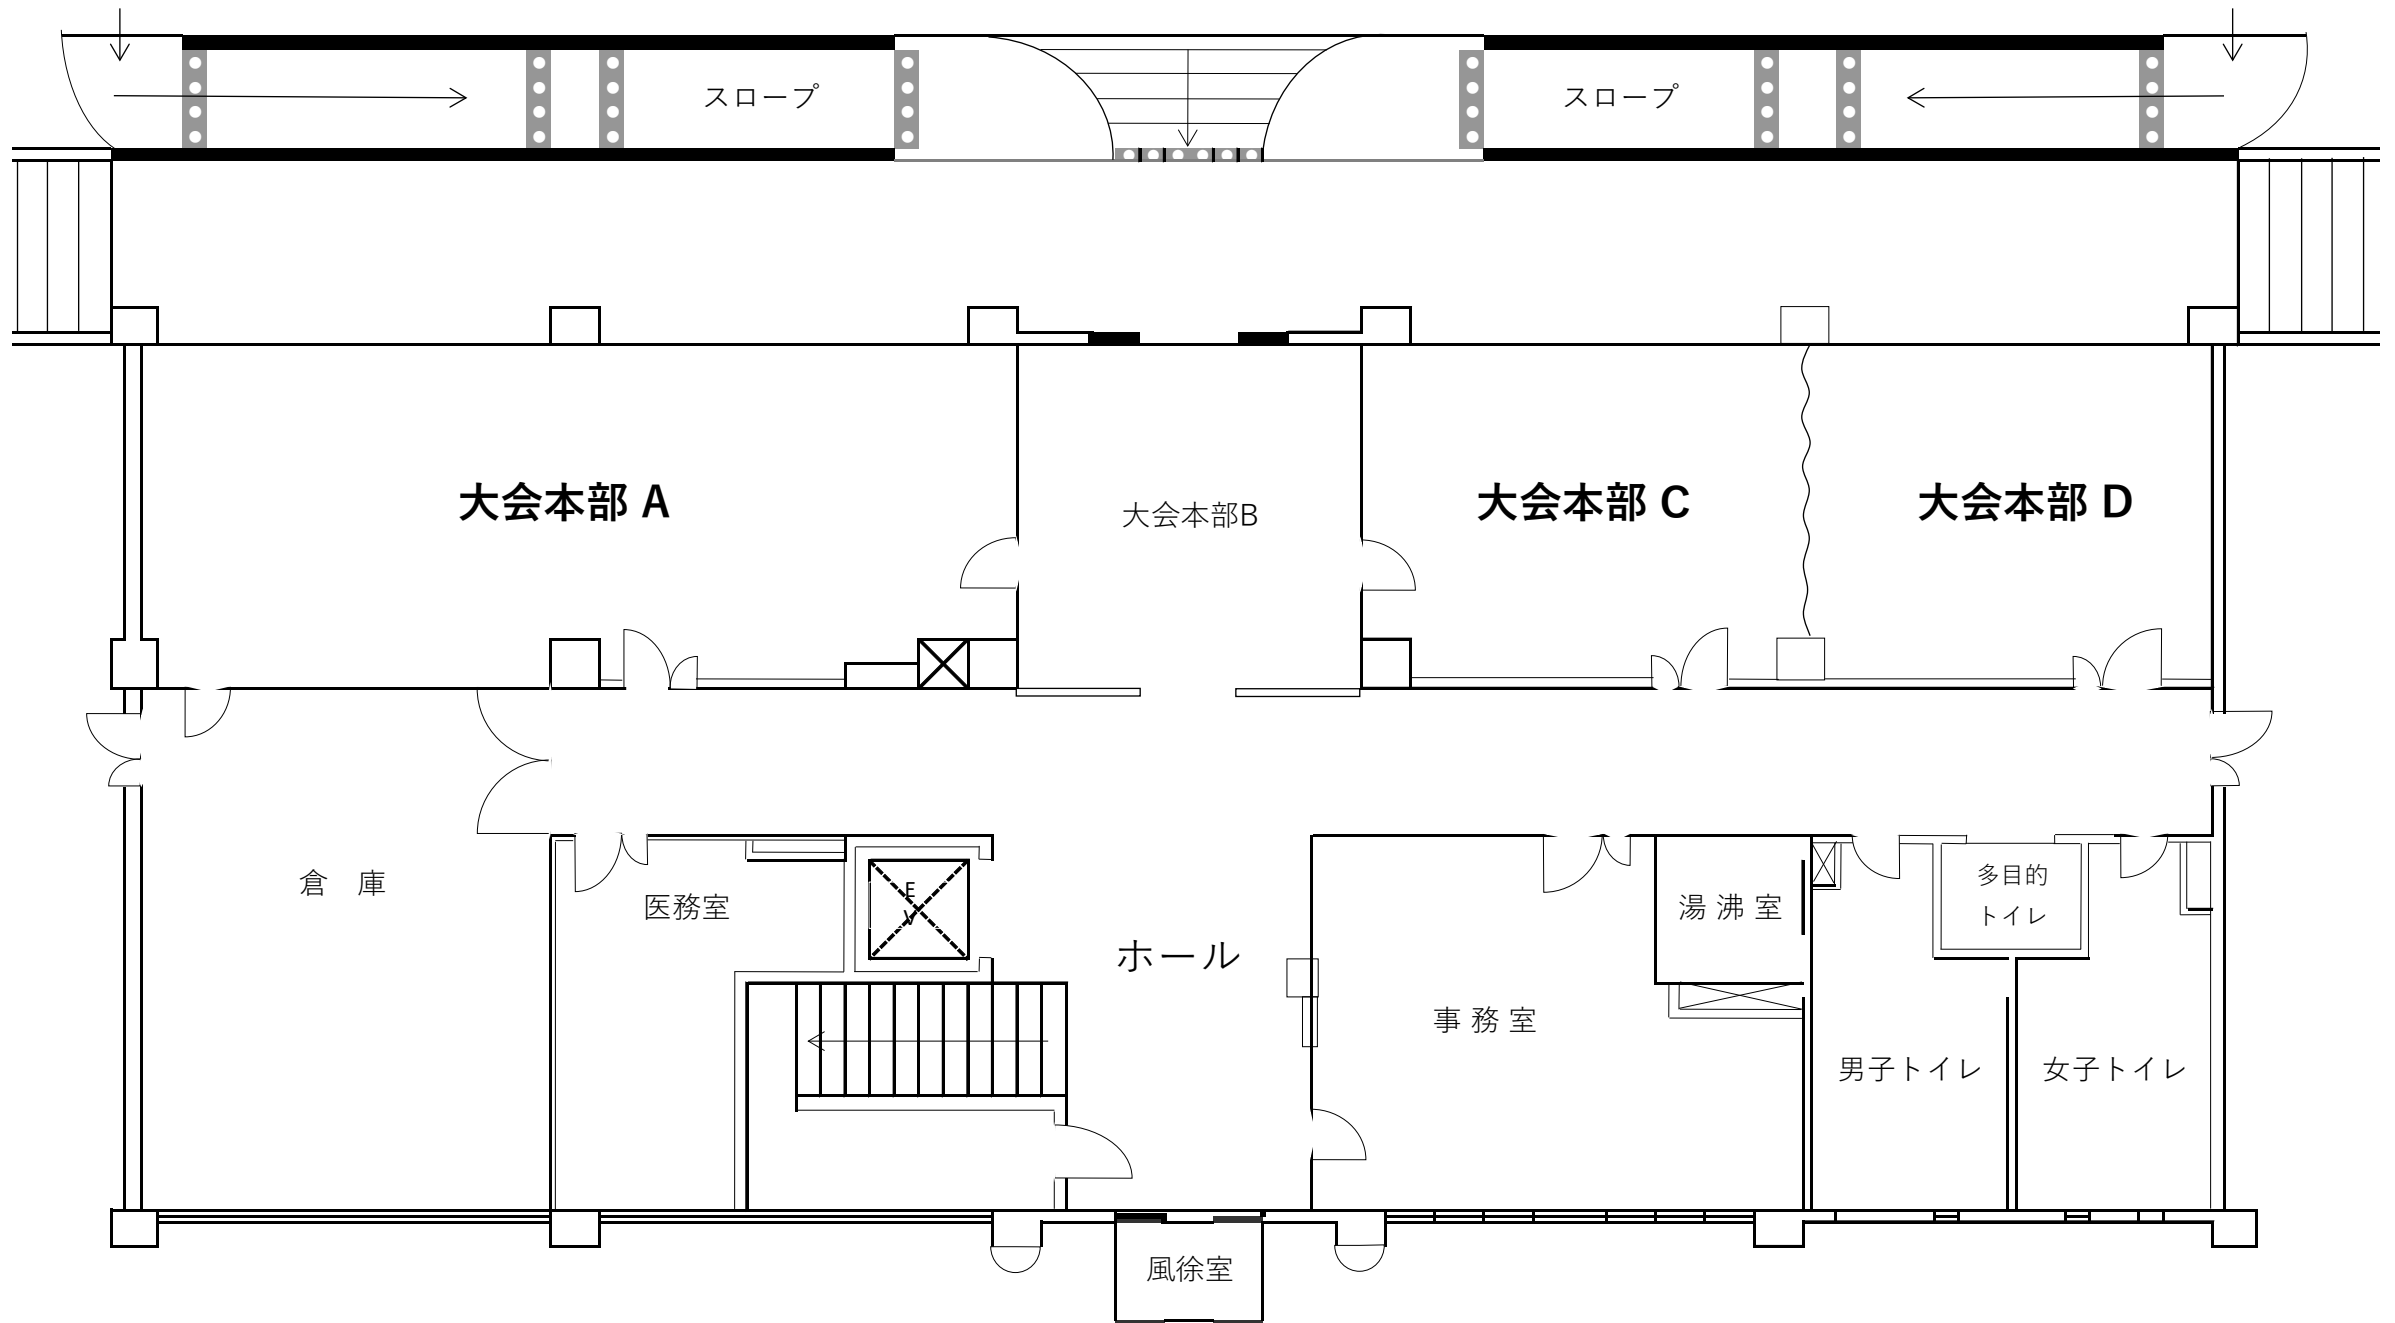 スロープ
スロープ
大会本部 A
大会本部B
大会本部 C
大会本部 D
倉　庫
医務室
E
V
ホール
事 務 室
湯 沸 室
多目的
トイレ
男子トイレ
女子トイレ
風徐室